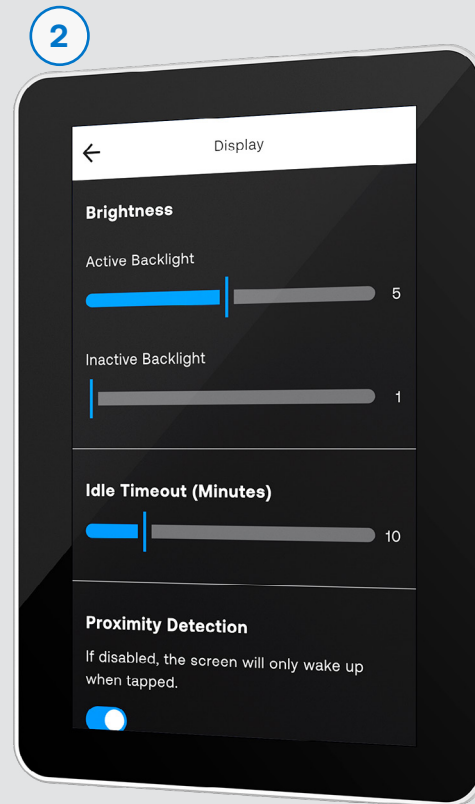 2
Display
Brightness
Active Backlight
5
Inactive Backlight
1
Idle Timeout (Minutes)
10
Proximity Detection
If disabled, the screen will only wake up
when tapped.